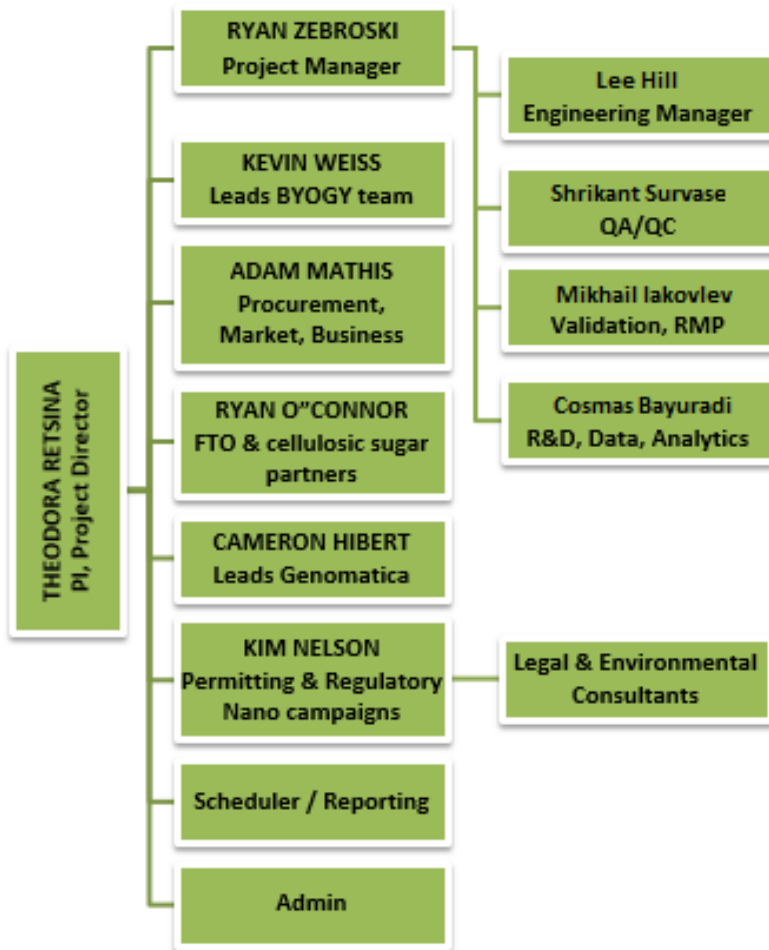 RYAN ZEBROSKI
Project Manager
Lee Hill
Engineering Manager
KEVIN WEISS
Leads BYOGY team
Shrikant Survase
QA/QC
ADAM MATHIS
Procurement,
Market, Business
Mikhail Iakovlev
Validation, RMP
THEODORA RETSINA
PI, Project Director
RYAN O"CONNOR
FTO & cellulosic sugar
partners
Cosmas Bayuradi
R&D, Data, Analytics
CAMERON HIBERT
Leads Genomatica
KIM NELSON
Permitting & Regulatory
Nano campaigns
Legal & Environmental
Consultants
Scheduler / Reporting
Admin